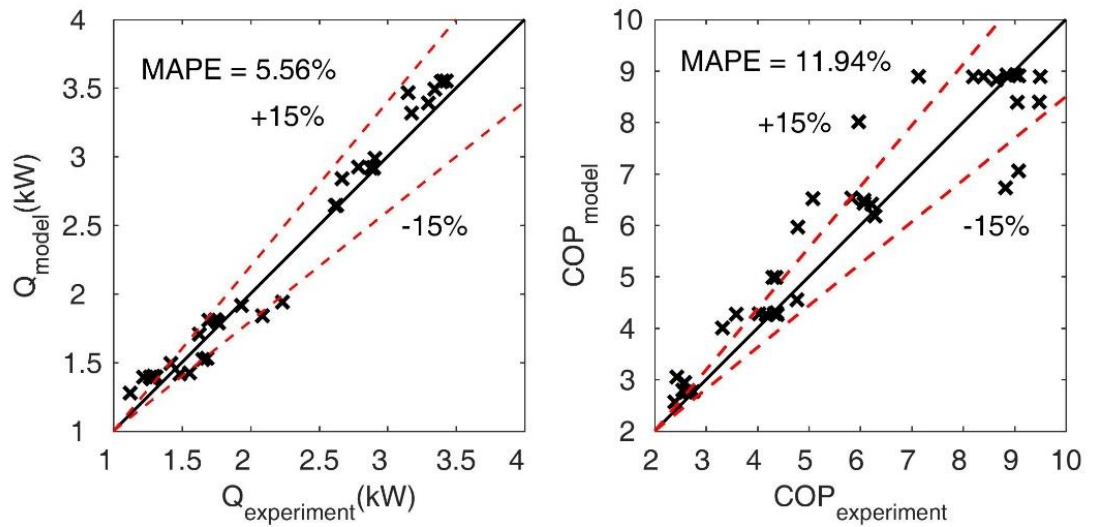 4
3.5
3
2.5
2
1.5
1
Q_model(kW)
MAPE = 5.56%
+15%
-15%
1 1.5 2 2.5 3 3.5 4
Q_experiment(kW)
10
9
8
7
6
5
4
3
2
COP_model
MAPE = 11.94%
+15%
-15%
2 3 4 5 6 7 8 9 10
COP_experiment